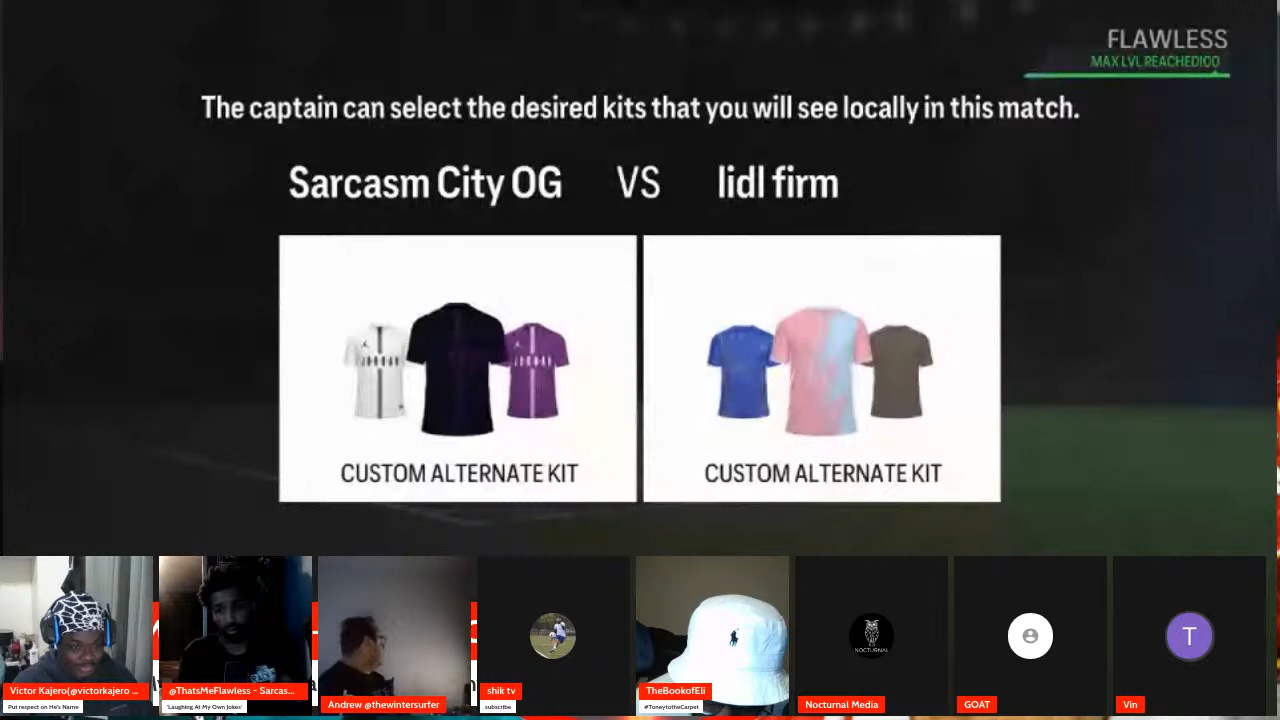 FLAWLESS
MAX LVL REACHED100
The captain can select the desired kits that you will see locally in this match.
Sarcasm City OG VS lidl firm
JORDAN
JORDAN
CUSTOM ALTERNATE KIT
CUSTOM ALTERNATE KIT
NOCTURNAL
T
Victor Kajero(@victorkajero ...
Put respect on He's Name
@ThatsMeFlawless - Sarcas...
'Laughing At My Own Jokes'
Andrew @thewintersurfer
shik tv
subscribe
TheBookofEli
#ToneytotheCarpet
Nocturnal Media
GOAT
Vin